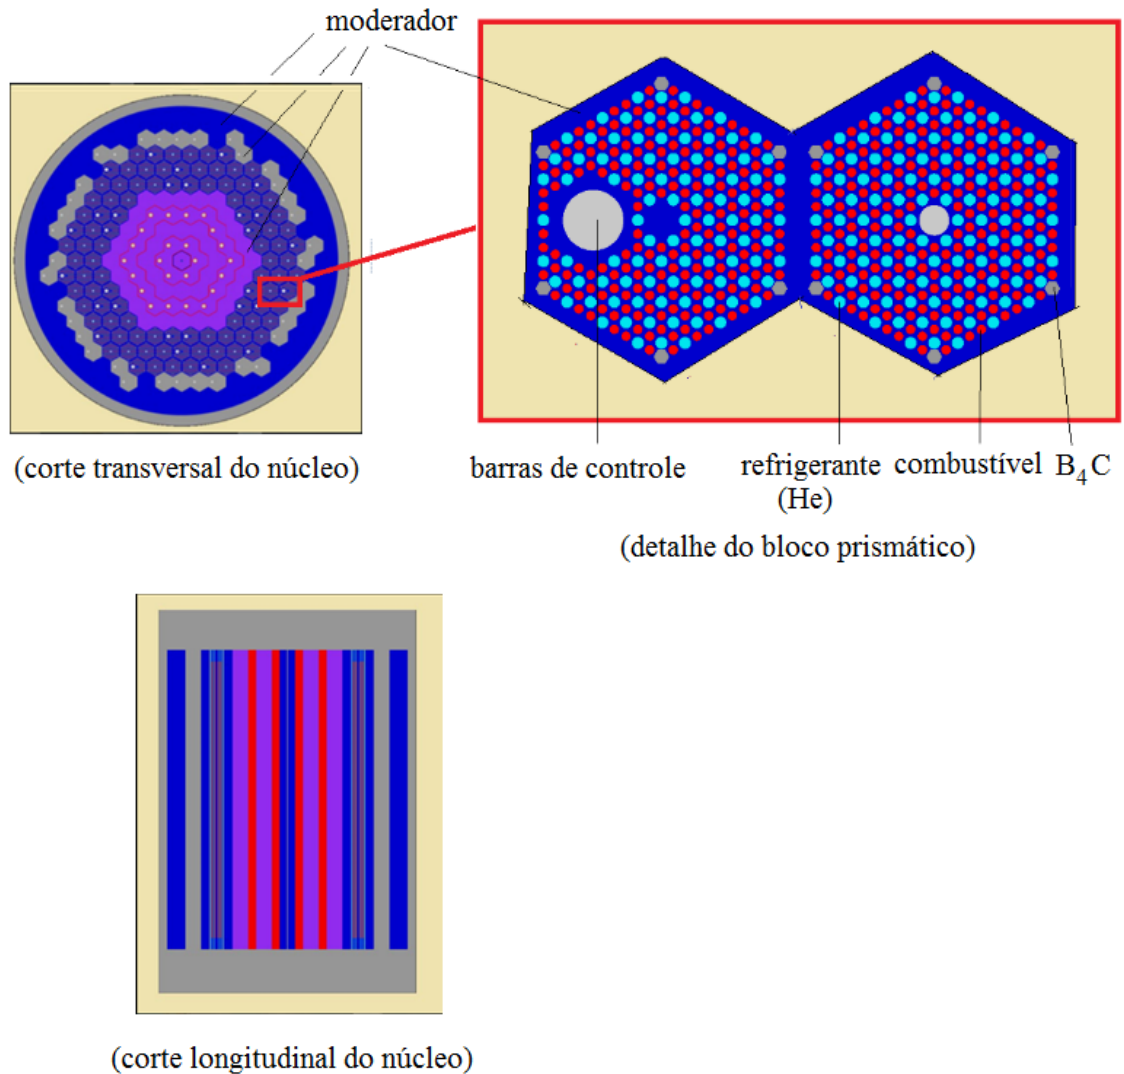 moderador
(corte transversal do núcleo)
barras de controle
refrigerante
(He)
combustível
B₄C
(detalhe do bloco prismático)
(corte longitudinal do núcleo)